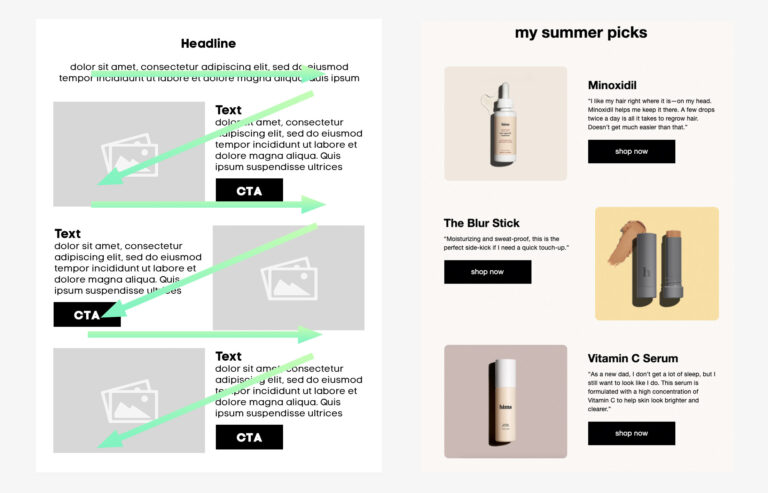 Headline
dolor sit amet, consectetur adipiscing elit, sed do eiusmod
tempor incididunt ut labore et dolore magna aliqua. Quis ipsum
Text
dolor sit amet, consectetur
adipiscing elit, sed do eiusmod
tempor incididunt ut labore et
dolore magna aliqua. Quis
ipsum suspendisse ultrices
CTA
Text
dolor sit amet, consectetur
adipiscing elit, sed do eiusmod
tempor incididunt ut labore et
dolore magna aliqua. Quis
ipsum suspendisse ultrices
CTA
Text
dolor sit amet, consectetur
adipiscing elit, sed do eiusmod
tempor incididunt ut labore et
dolore magna aliqua. Quis
ipsum suspendisse ultrices
CTA
my summer picks
Minoxidil
"I like my hair right where it is—on my head.
Minoxidil helps me keep it there. A few drops
twice a day is all it takes to regrow hair.
Doesn't get much easier than that."
shop now
The Blur Stick
"Moisturizing and sweat-proof, this is the
perfect side-kick if I need a quick touch-up."
shop now
h
Vitamin C Serum
"As a new dad, I don't get a lot of sleep, but I
still want to look like I do. This serum is
formulated with a high concentration of
Vitamin C to help skin look brighter and
clearer."
shop now